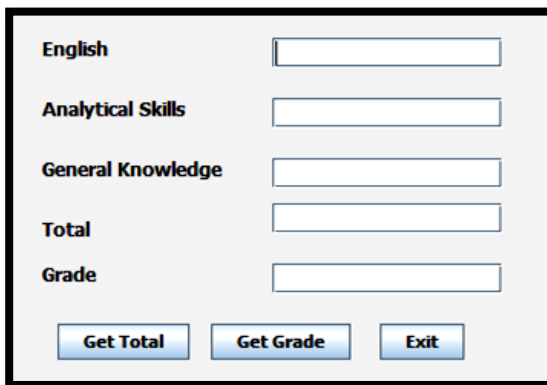 English
Analytical Skills
General Knowledge
Total
Grade
Get Total Get Grade Exit